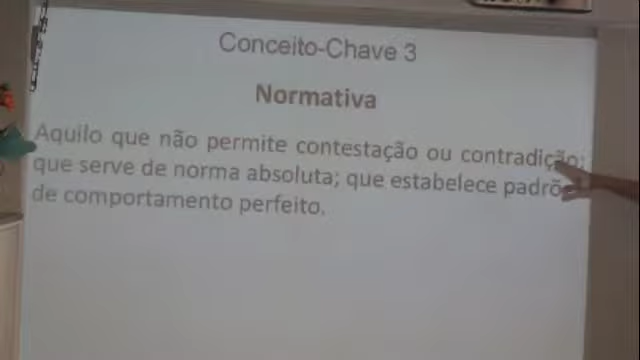 Conceito-Chave 3
Normativa
Aquilo que não permite contestação ou contradição;
que serve de norma absoluta; que estabelece padrõe
de comportamento perfeito.